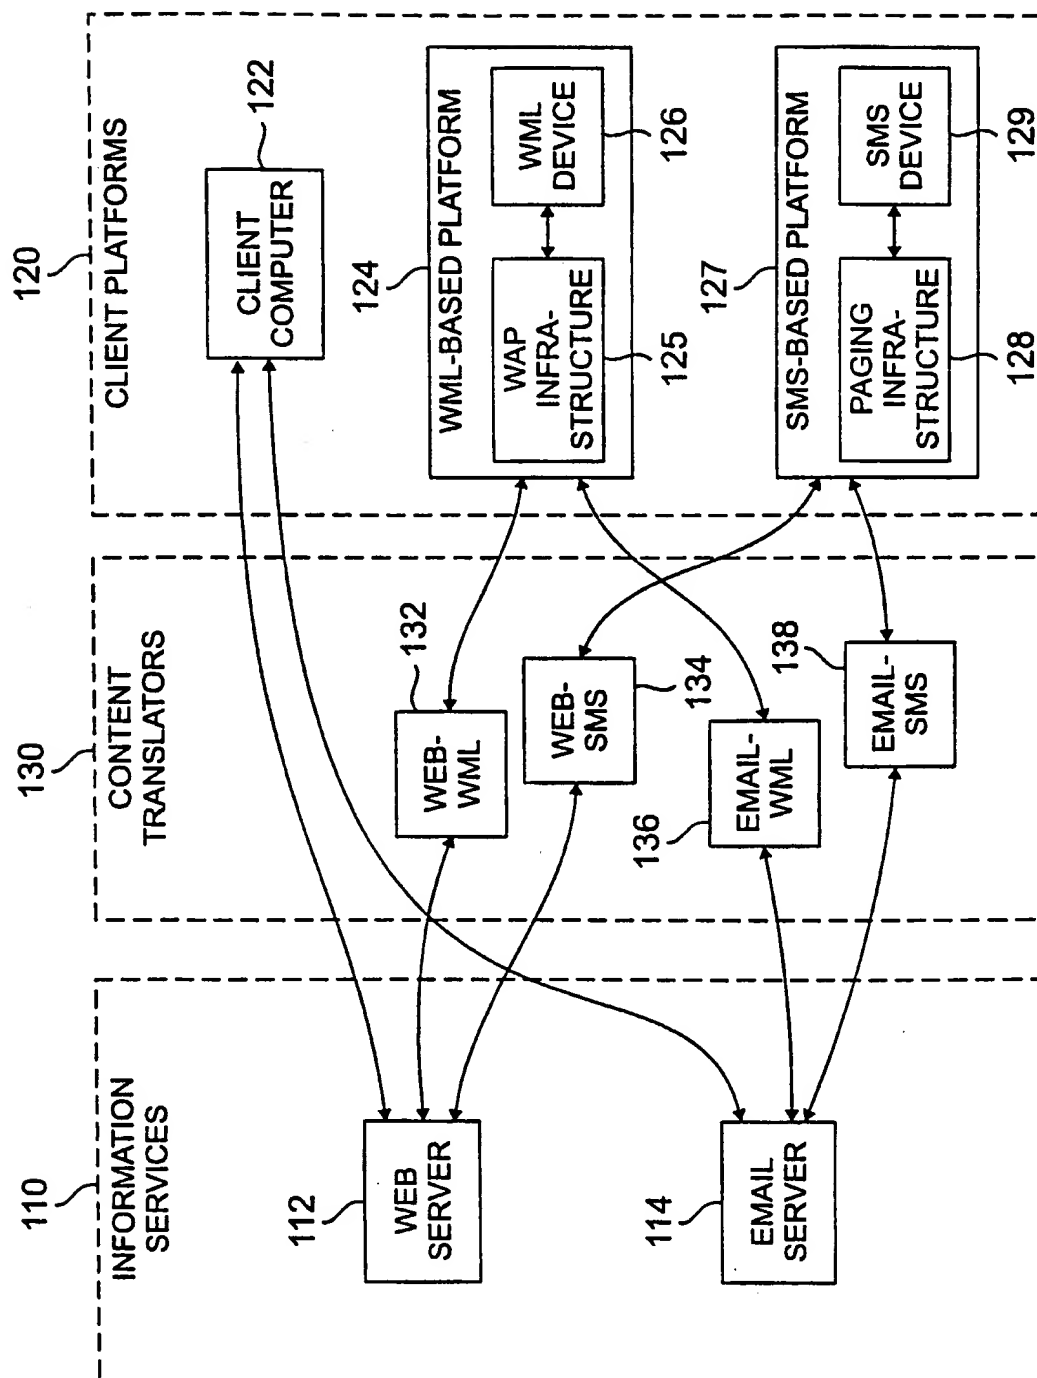 110
INFORMATION
SERVICES
112
WEB
SERVER
114
EMAIL
SERVER
130
CONTENT
TRANSLATORS
132
WEB-
WML
WEB-
SMS
134
136
EMAIL-
WML
138
EMAIL-
SMS
120
CLIENT PLATFORMS
122
CLIENT
COMPUTER
124
WML-BASED PLATFORM
WAP
INFRA-
STRUCTURE
125
WML
DEVICE
126
127
SMS-BASED PLATFORM
PAGING
INFRA-
STRUCTURE
128
SMS
DEVICE
129